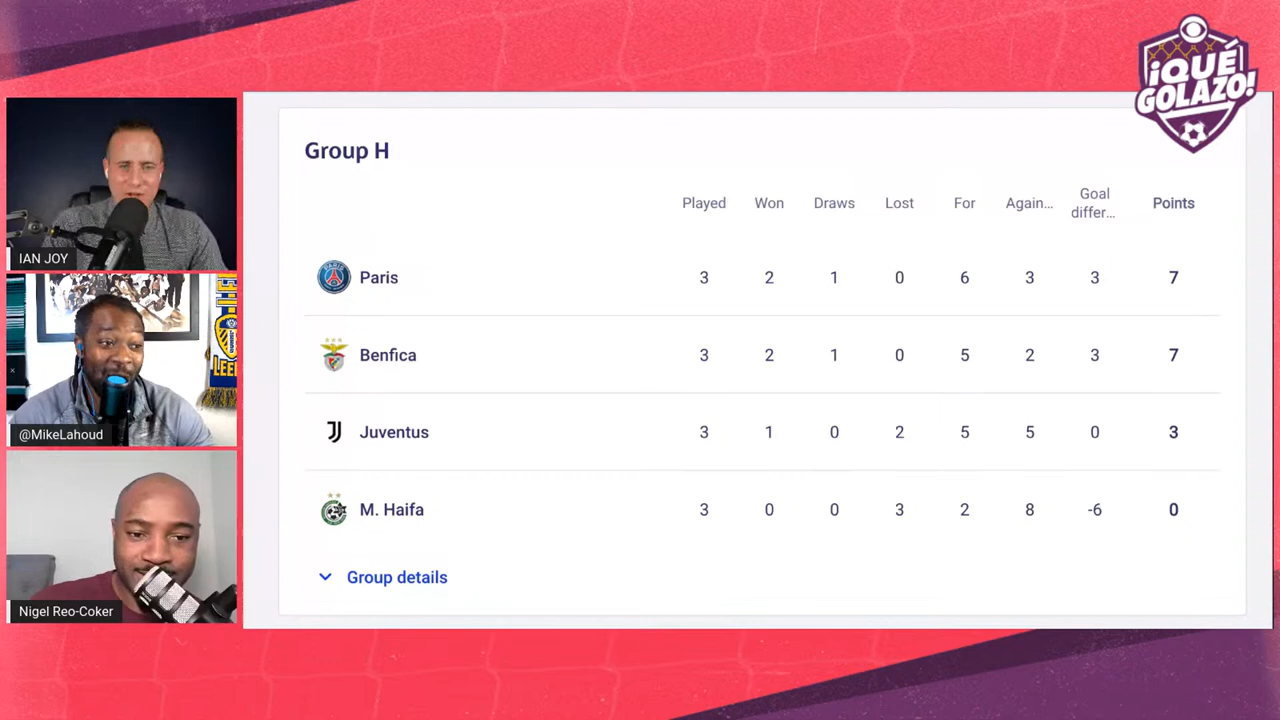 ¡QUÉ
GOLAZO!
Group H
Played Won Draws Lost For Again... Goal differ... Points
Paris 3 2 1 0 6 3 3 7
Benfica 3 2 1 0 5 2 3 7
Juventus 3 1 0 2 5 5 0 3
M. Haifa 3 0 0 3 2 8 -6 0
Group details
IAN JOY
LEE
@MikeLahoud
Nigel Reo-Coker